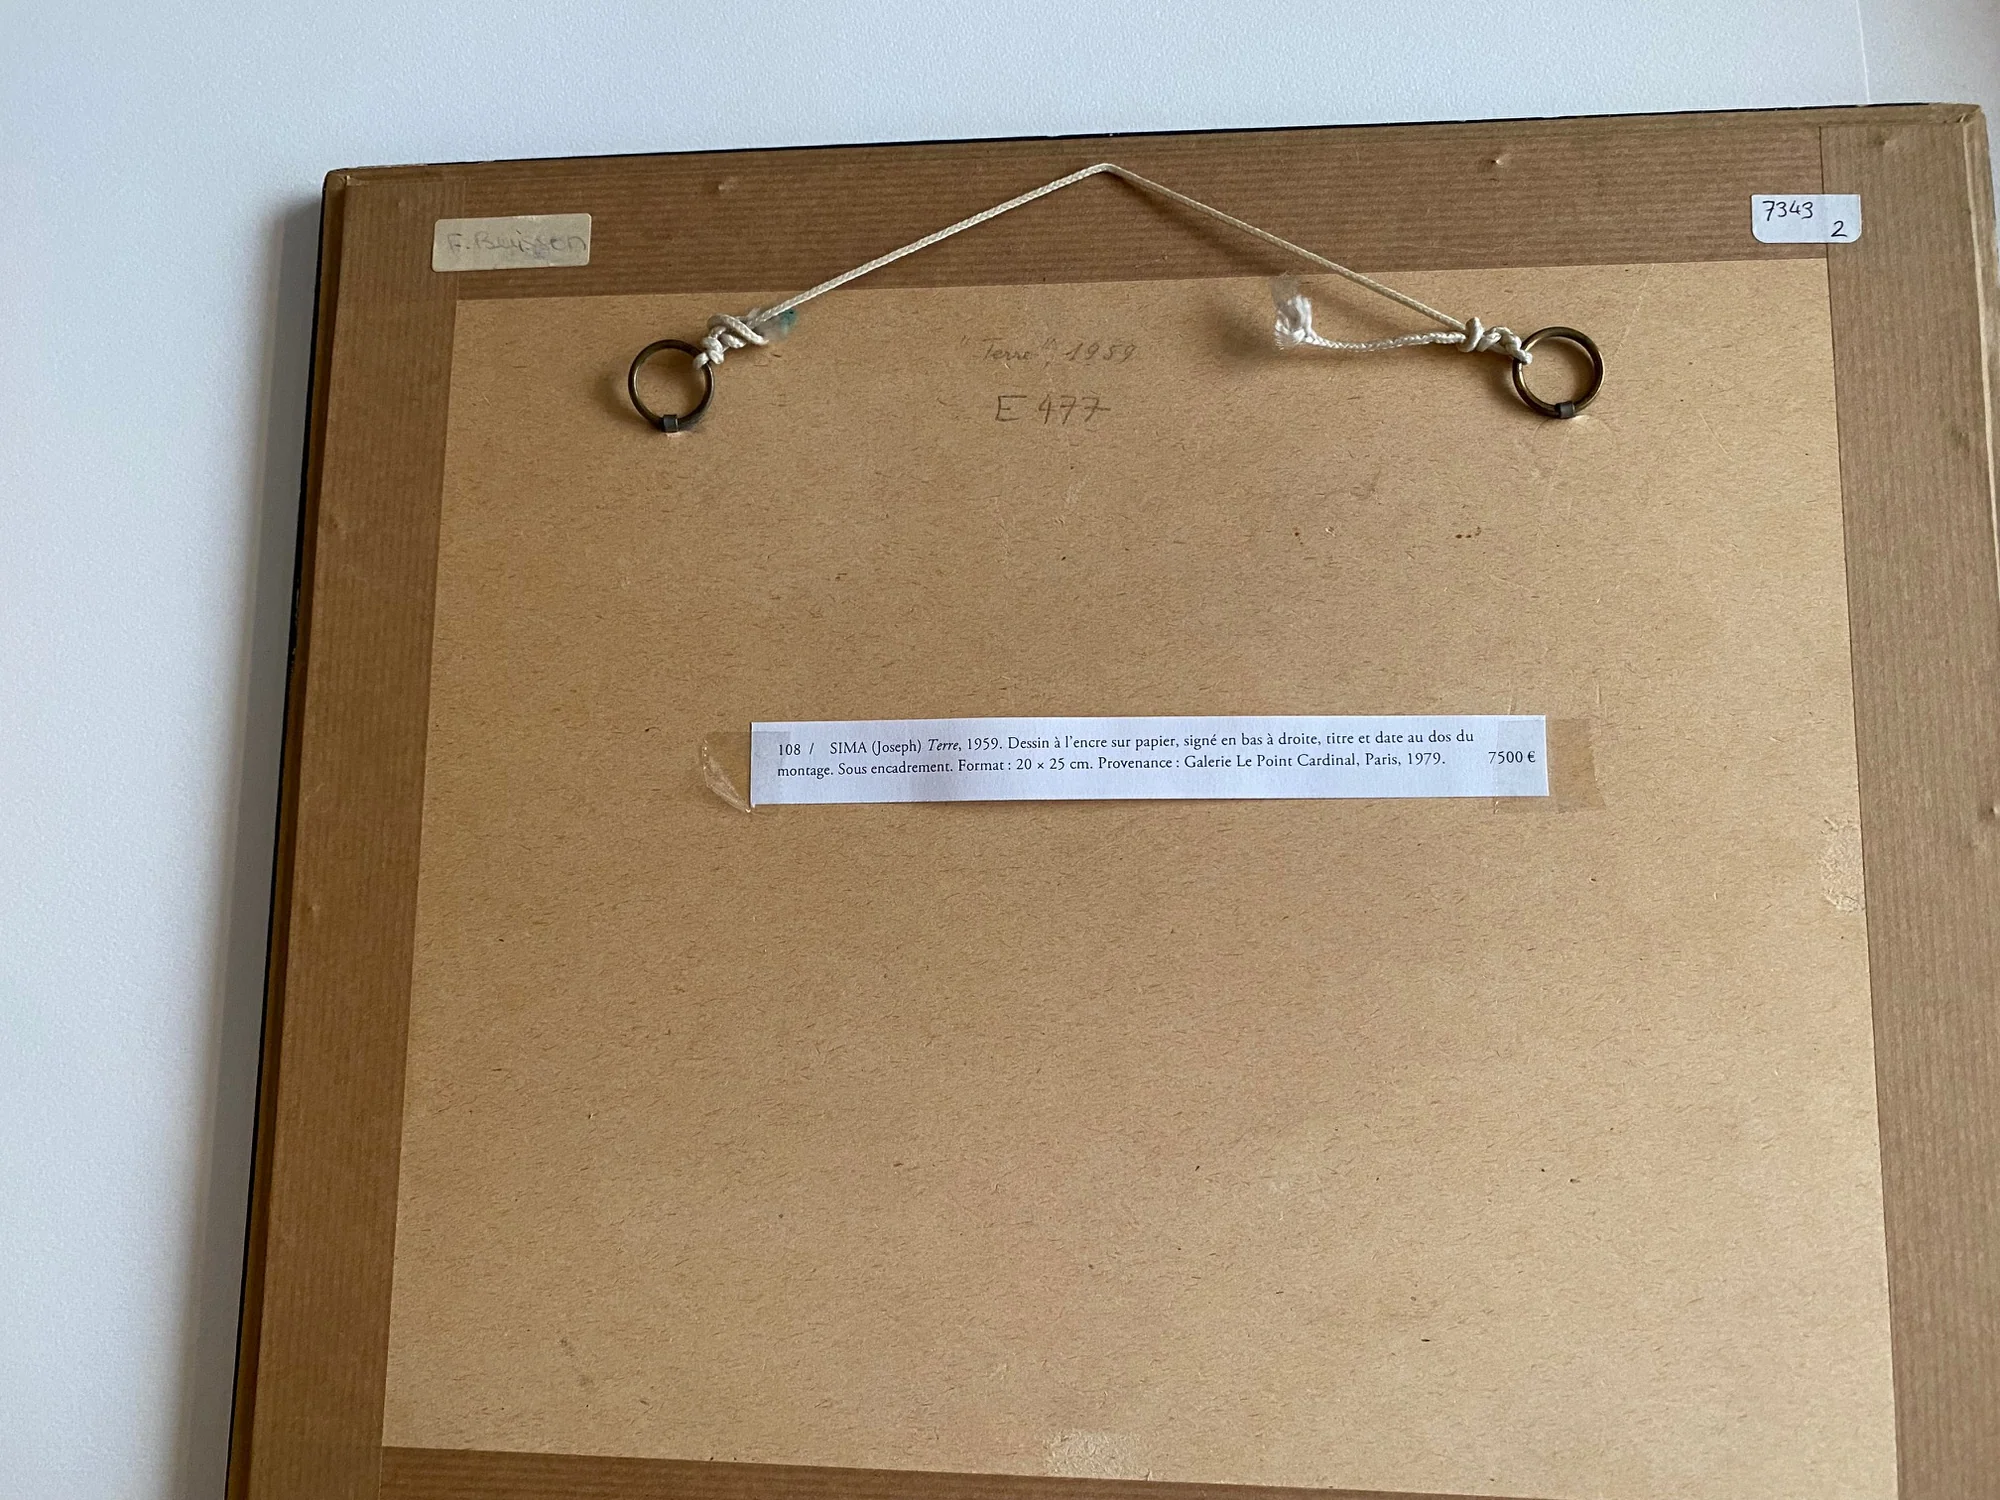 F. Buisson
7343
2
"Terre", 1959
E 477
108 / SIMA (Joseph) Terre, 1959. Dessin à l'encre sur papier, signé en bas à droite, titre et date au dos du
montage. Sous encadrement. Format : 20 × 25 cm. Provenance : Galerie Le Point Cardinal, Paris, 1979. 7500 €